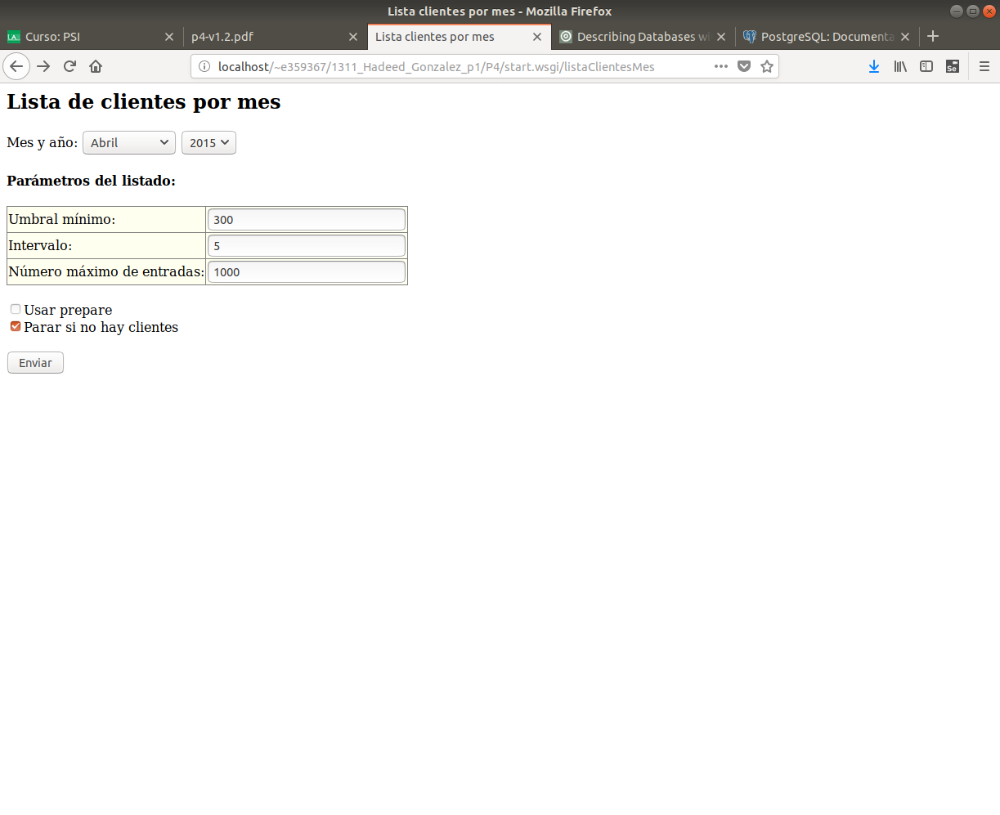 Lista clientes por mes - Mozilla Firefox
Curso: PSI
p4-v1.2.pdf
Lista clientes por mes
Describing Databases w
PostgreSQL: Documenta
localhost/~e359367/1311_Hadeed_Gonzalez_p1/P4/start.wsgi/listaClientesMes
Lista de clientes por mes
Mes y año: Abril 2015
Parámetros del listado:
Umbral mínimo: 300
Intervalo: 5
Número máximo de entradas: 1000
Usar prepare
Parar si no hay clientes
Enviar